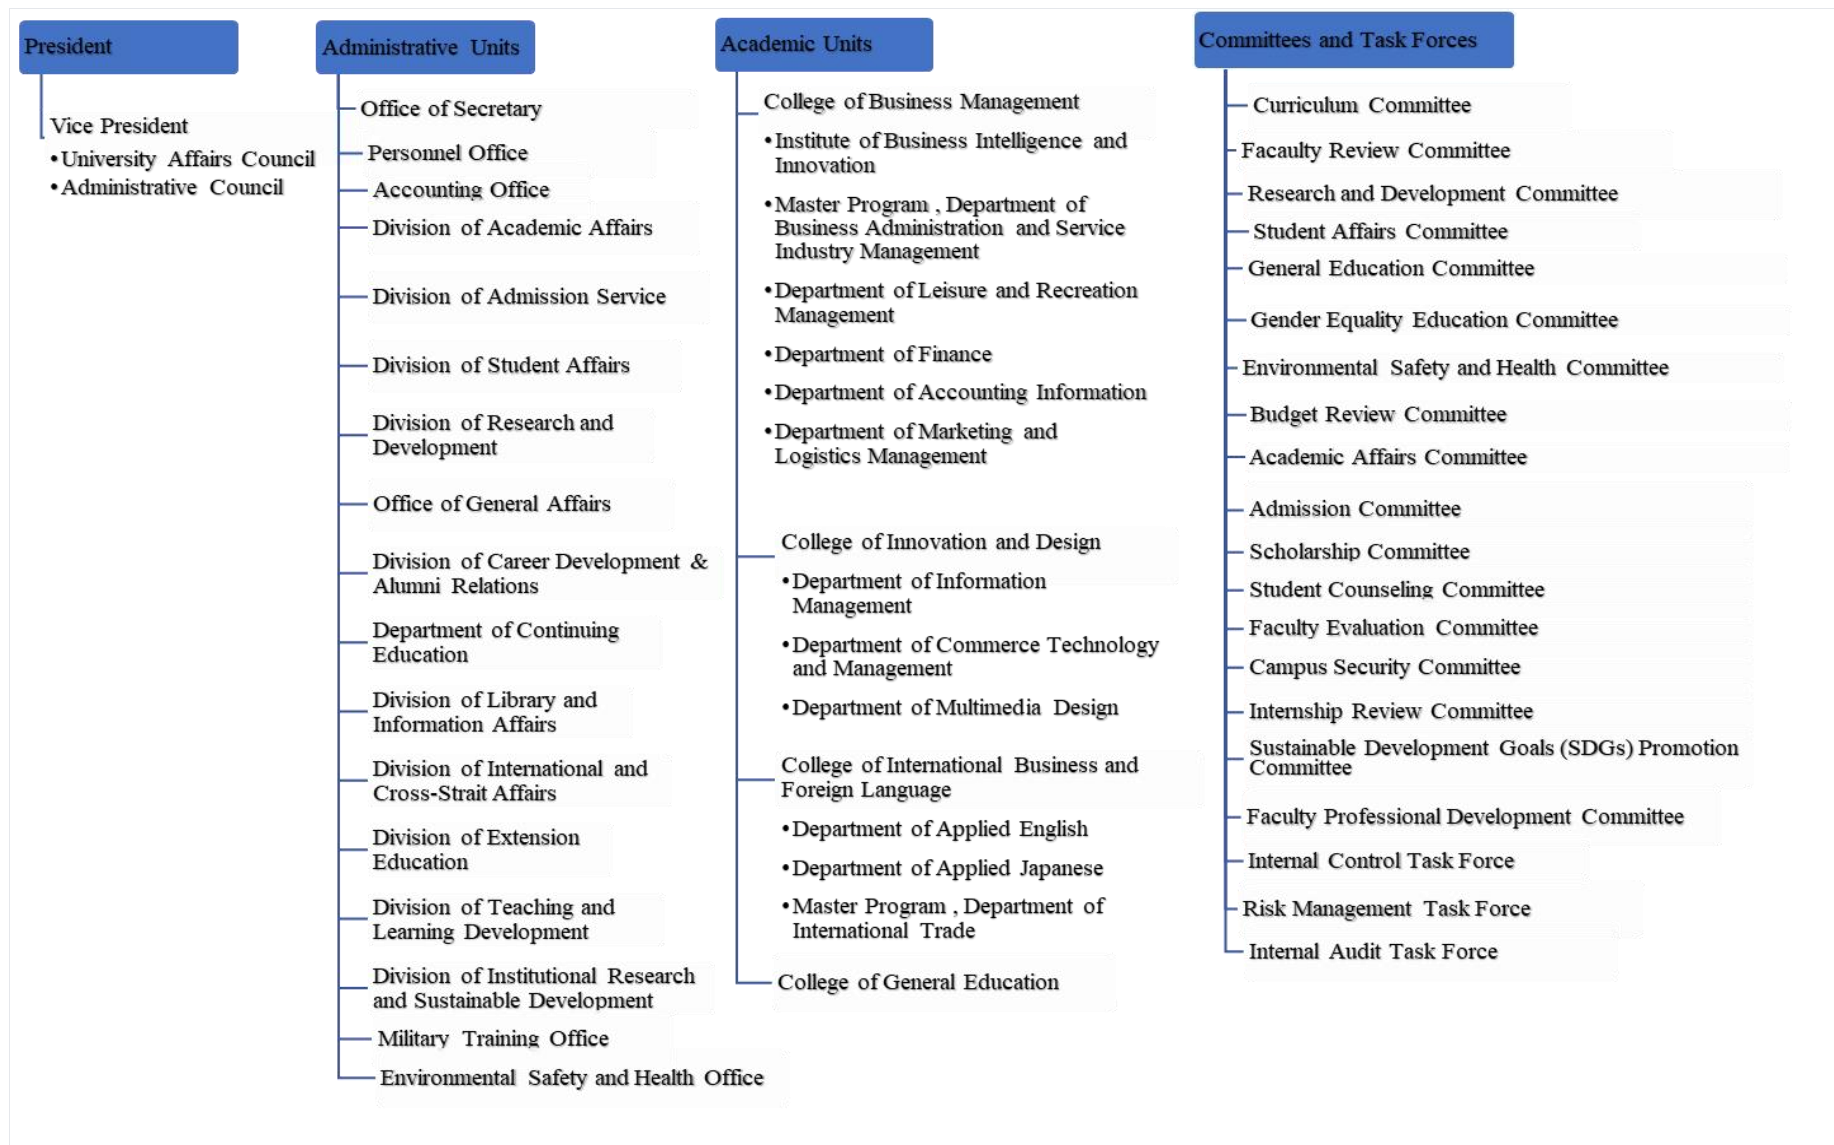 President
Vice President
•University Affairs Council
•Administrative Council
Administrative Units
Office of Secretary
Personnel Office
Accounting Office
Division of Academic Affairs
Division of Admission Service
Division of Student Affairs
Division of Research and
Development
Office of General Affairs
Division of Career Development &
Alumni Relations
Department of Continuing
Education
Division of Library and
Information Affairs
Division of International and
Cross-Strait Affairs
Division of Extension
Education
Division of Teaching and
Learning Development
Division of Institutional Research
and Sustainable Development
Military Training Office
Environmental Safety and Health Office
Academic Units
College of Business Management
•Institute of Business Intelligence and
Innovation
•Master Program , Department of
Business Administration and Service
Industry Management
•Department of Leisure and Recreation
Management
•Department of Finance
•Department of Accounting Information
•Department of Marketing and
Logistics Management
College of Innovation and Design
•Department of Information
Management
•Department of Commerce Technology
and Management
•Department of Multimedia Design
College of International Business and
Foreign Language
•Department of Applied English
•Department of Applied Japanese
•Master Program , Department of
International Trade
College of General Education
Committees and Task Forces
Curriculum Committee
Facaulty Review Committee
Research and Development Committee
Student Affairs Committee
General Education Committee
Gender Equality Education Committee
Environmental Safety and Health Committee
Budget Review Committee
Academic Affairs Committee
Admission Committee
Scholarship Committee
Student Counseling Committee
Faculty Evaluation Committee
Campus Security Committee
Internship Review Committee
Sustainable Development Goals (SDGs) Promotion
Committee
Faculty Professional Development Committee
Internal Control Task Force
Risk Management Task Force
Internal Audit Task Force